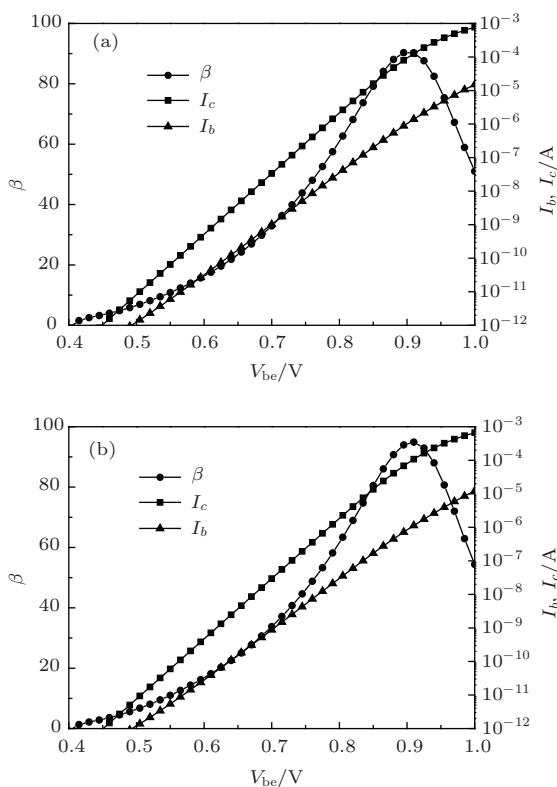 (a)
β
I_c
I_b
100
80
60
40
20
0
β
10⁻³
10⁻⁴
10⁻⁵
10⁻⁶
10⁻⁷
10⁻⁸
10⁻⁹
10⁻¹⁰
10⁻¹¹
10⁻¹²
I_b, I_c/A
0.4 0.5 0.6 0.7 0.8 0.9 1.0
V_be/V
(b)
β
I_c
I_b
100
80
60
40
20
0
β
10⁻³
10⁻⁴
10⁻⁵
10⁻⁶
10⁻⁷
10⁻⁸
10⁻⁹
10⁻¹⁰
10⁻¹¹
10⁻¹²
I_b, I_c/A
0.4 0.5 0.6 0.7 0.8 0.9 1.0
V_be/V